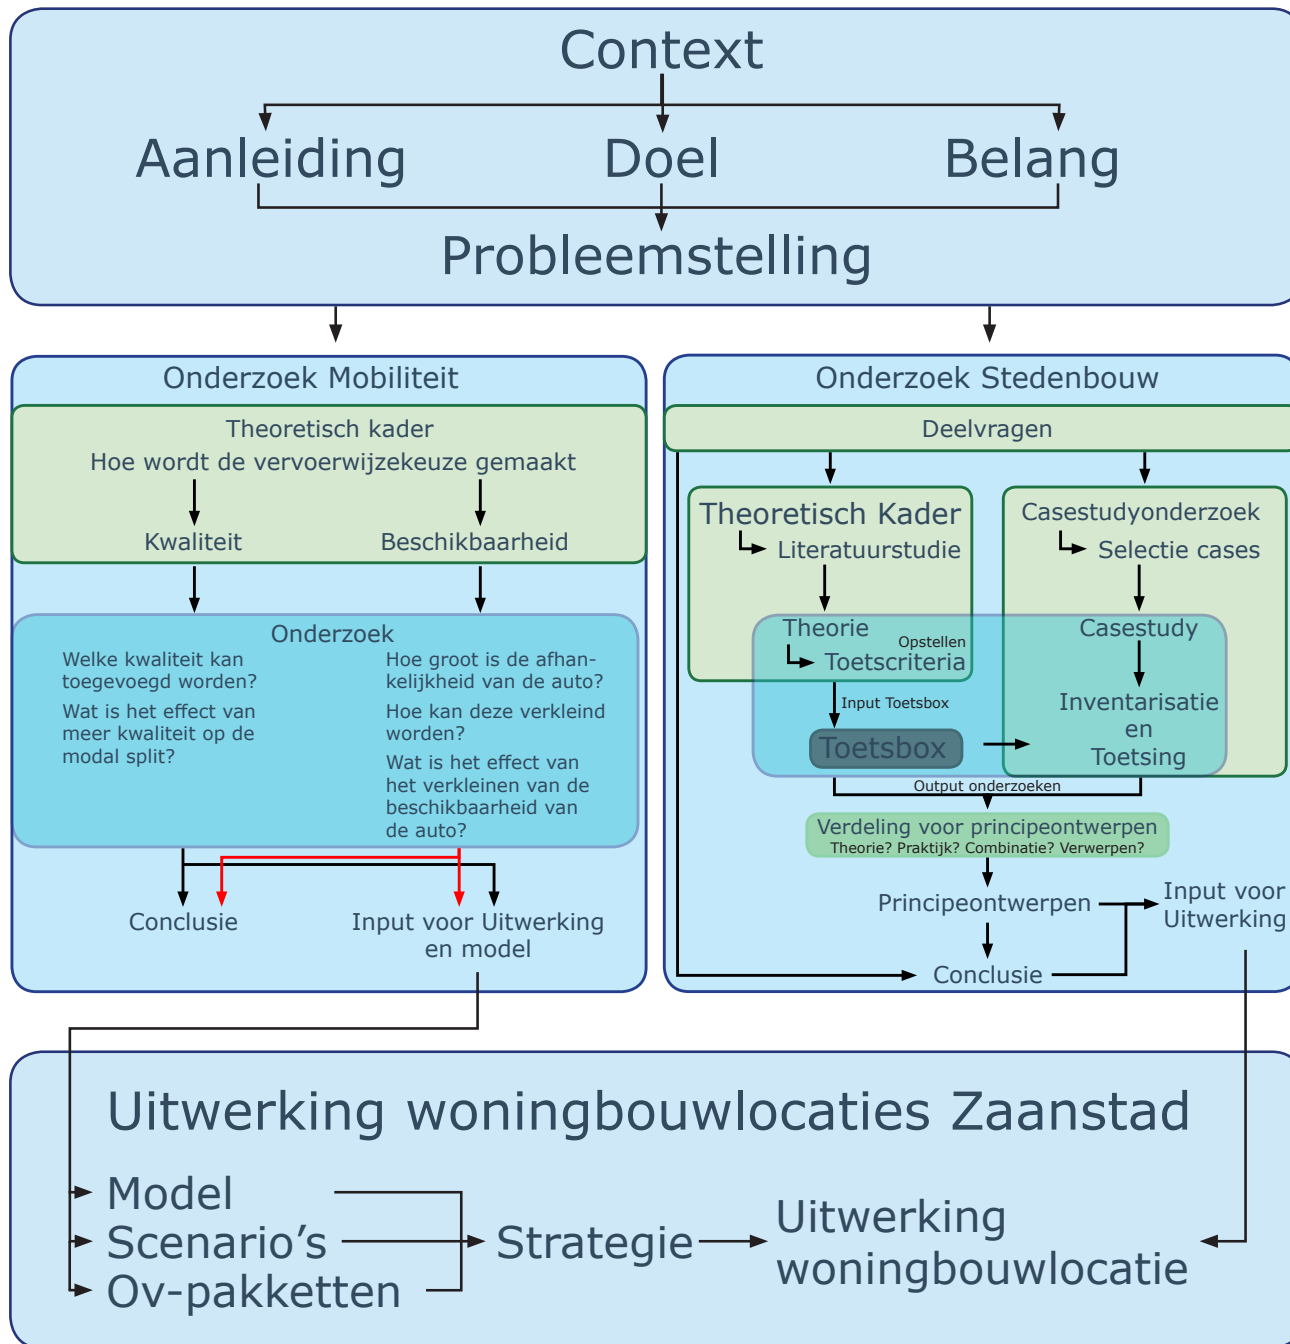 Context
Aanleiding
Doel
Belang
Probleemstelling
Onderzoek Mobiliteit
Theoretisch kader
Hoe wordt de vervoerwijzekeuze gemaakt
Kwaliteit
Beschikbaarheid
Onderzoek
Welke kwaliteit kan
toegevoegd worden?
Wat is het effect van
meer kwaliteit op de
modal split?
Hoe groot is de afhan-
kelijkheid van de auto?
Hoe kan deze verkleind
worden?
Wat is het effect van
het verkleinen van de
beschikbaarheid van
de auto?
Conclusie
Input voor Uitwerking
en model
Onderzoek Stedenbouw
Deelvragen
Theoretisch Kader
Literatuurstudie
Theorie
Opstellen
Toetscriteria
Input Toetsbox
Toetsbox
Casestudyonderzoek
Selectie cases
Casestudy
Inventarisatie
en
Toetsing
Output onderzoeken
Verdeling voor principeontwerpen
Theorie? Praktijk? Combinatie? Verwerpen?
Principeontwerpen
Input voor
Uitwerking
Conclusie
Uitwerking woningbouwlocaties Zaanstad
Model
Scenario’s
Ov-pakketten
Strategie
Uitwerking
woningbouwlocatie